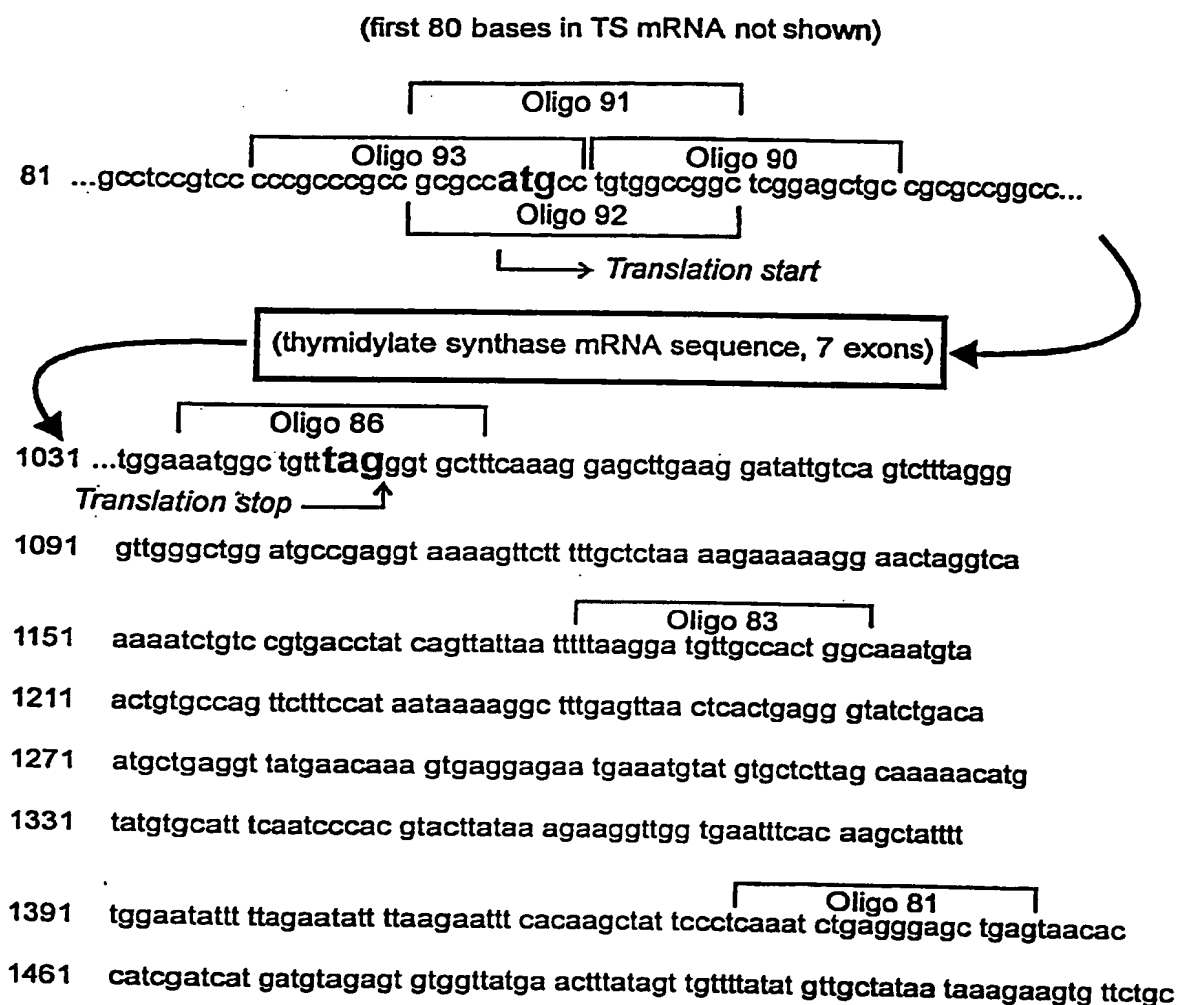 (first 80 bases in TS mRNA not shown)
Oligo 91
Oligo 93 Oligo 90
81 ...gcctccgtcc cccgcccgcc gcgccatgcc tgtggccggc tcggagctgc cgcgccggcc...
Oligo 92
Translation start
(thymidylate synthase mRNA sequence, 7 exons)
Oligo 86
1031 ...tggaaatggc tgtttagggt gctttcaaag gagcttgaag gatattgtca gtctttaggg
Translation stop
1091 gttgggctgg atgccgaggt aaaagttctt tttgctctaa aagaaaaagg aactaggtca
Oligo 83
1151 aaaatctgtc cgtgacctat cagttattaa tttttaagga tgttgccact ggcaaatgta
1211 actgtgccag ttctttccat aataaaaggc tttgagttaa ctcactgagg gtatctgaca
1271 atgctgaggt tatgaacaaa gtgaggagaa tgaaatgtat gtgctcttag caaaaacatg
1331 tatgtgcatt tcaatcccac gtacttataa agaaggttgg tgaatttcac aagctatttt
Oligo 81
1391 tggaatattt ttagaatatt ttaagaattt cacaagctat tccctcaaat ctgagggagc tgagtaacac
1461 catcgatcat gatgtagagt gtggttatga actttatagt tgttttatat gttgctataa taaagaagtg ttctgc